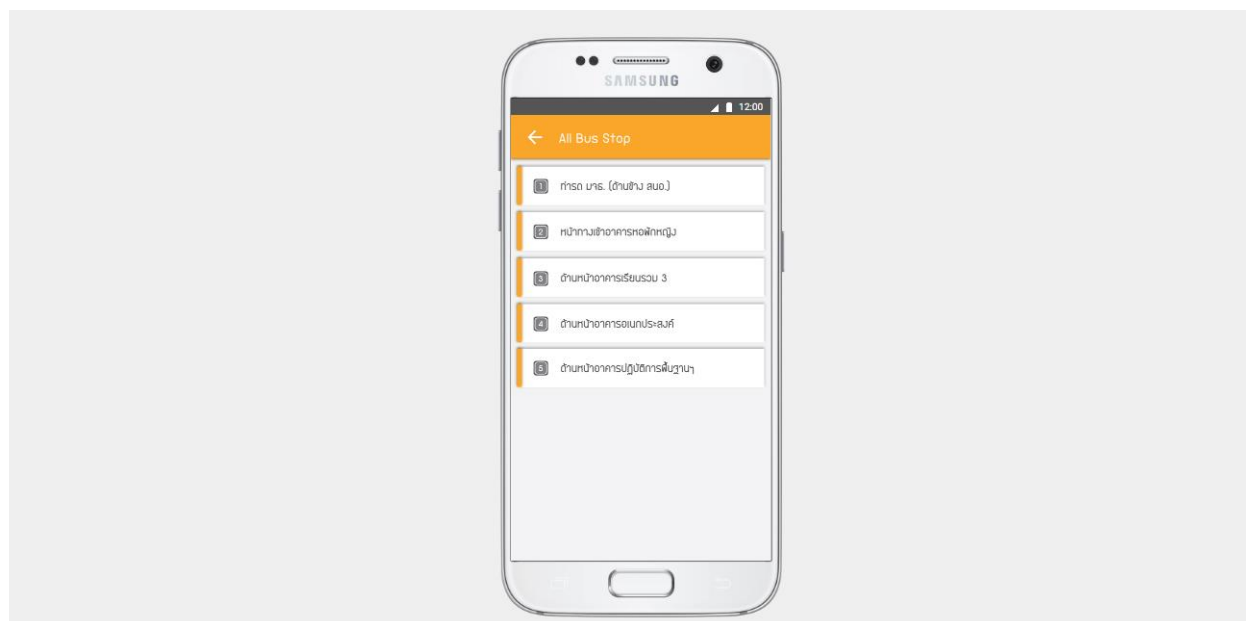 SAMSUNG
12:00
All Bus Stop
1 ท่ารถ มจธ. (ด้านข้าง สนอ.)
2 หน้าทางเข้าอาคารหอพักหญิง
3 ด้านหน้าอาคารเรียนรวม 3
4 ด้านหน้าอาคารอเนกประสงค์
5 ด้านหน้าอาคารปฏิบัติการพื้นฐานๆ